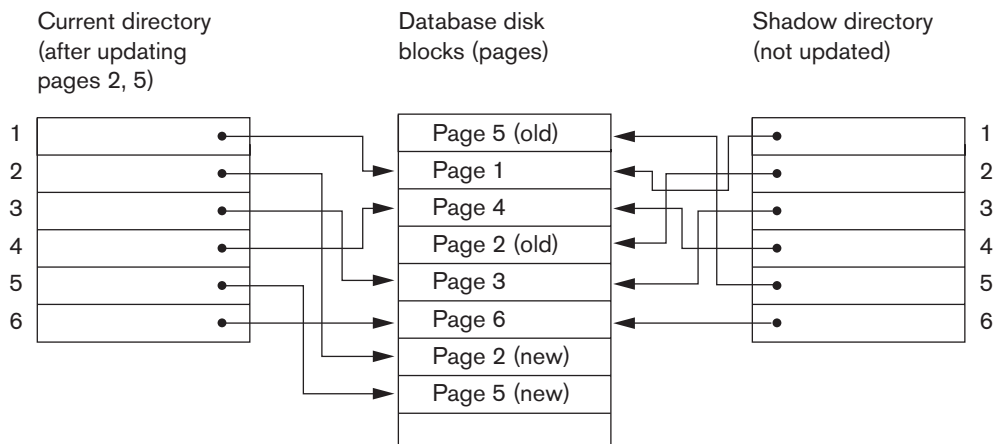 Current directory
(after updating
pages 2, 5)
Database disk
blocks (pages)
Shadow directory
(not updated)
1
2
3
4
5
6
Page 5 (old)
Page 1
Page 4
Page 2 (old)
Page 3
Page 6
Page 2 (new)
Page 5 (new)
1
2
3
4
5
6